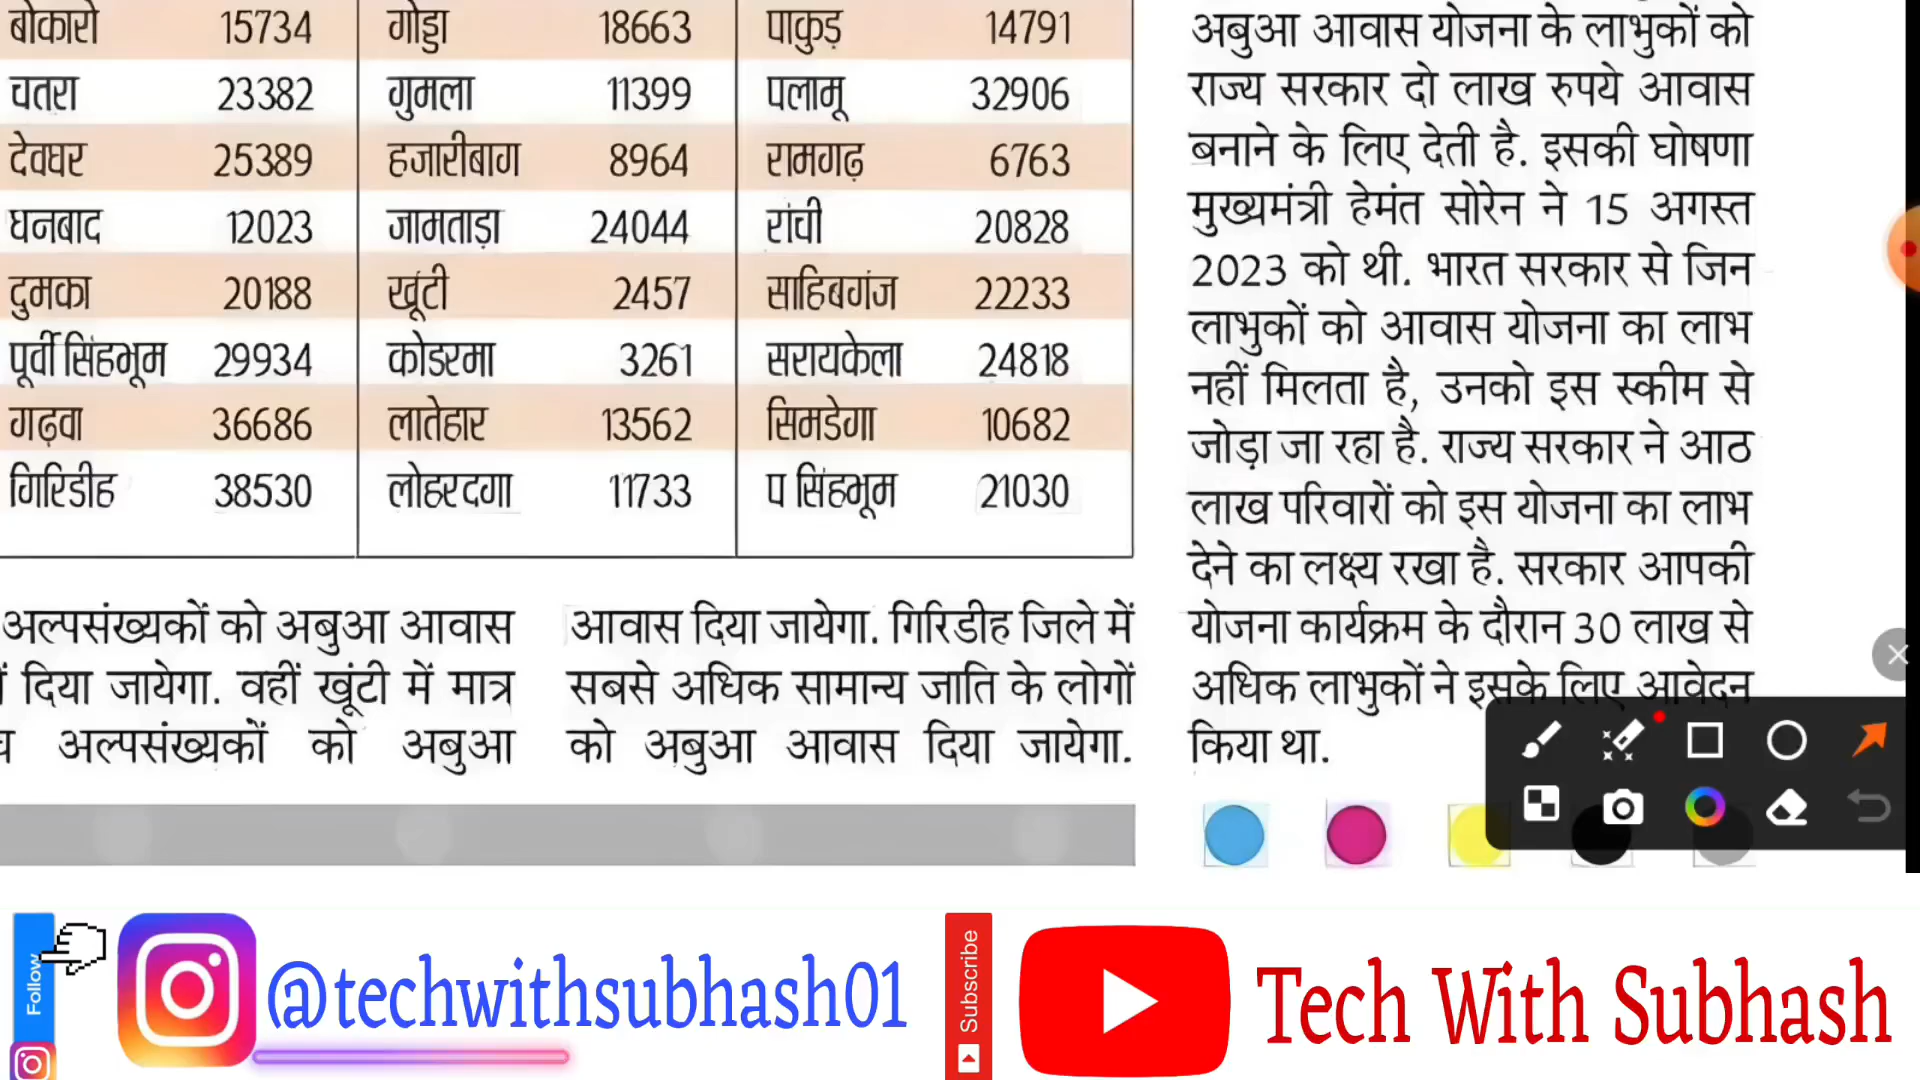 बोकारो 15734 गोड्डा 18663 पाकुड़ 14791
चतरा 23382 गुमला 11399 पलामू 32906
देवघर 25389 हजारीबाग 8964 रामगढ़ 6763
धनबाद 12023 जामताड़ा 24044 रांची 20828
दुमका 20188 खूंटी 2457 साहिबगंज 22233
पूर्वी सिंहभूम 29934 कोडरमा 3261 सरायकेला 24818
गढ़वा 36686 लातेहार 13562 सिमडेगा 10682
गिरिडीह 38530 लोहरदगा 11733 प सिंहभूम 21030
अल्पसंख्यकों को अबुआ आवास
दिया जायेगा. वहीं खूंटी में मात्र
अल्पसंख्यकों को अबुआ
आवास दिया जायेगा. गिरिडीह जिले में
सबसे अधिक सामान्य जाति के लोगों
को अबुआ आवास दिया जायेगा.
अबुआ आवास योजना के लाभुकों को
राज्य सरकार दो लाख रुपये आवास
बनाने के लिए देती है. इसकी घोषणा
मुख्यमंत्री हेमंत सोरेन ने 15 अगस्त
2023 को थी. भारत सरकार से जिन
लाभुकों को आवास योजना का लाभ
नहीं मिलता है, उनको इस स्कीम से
जोड़ा जा रहा है. राज्य सरकार ने आठ
लाख परिवारों को इस योजना का लाभ
देने का लक्ष्य रखा है. सरकार आपकी
योजना कार्यक्रम के दौरान 30 लाख से
अधिक लाभुकों ने इसके लिए आवेदन
किया था.
Follow
@techwithsubhash01
Subscribe
Tech With Subhash